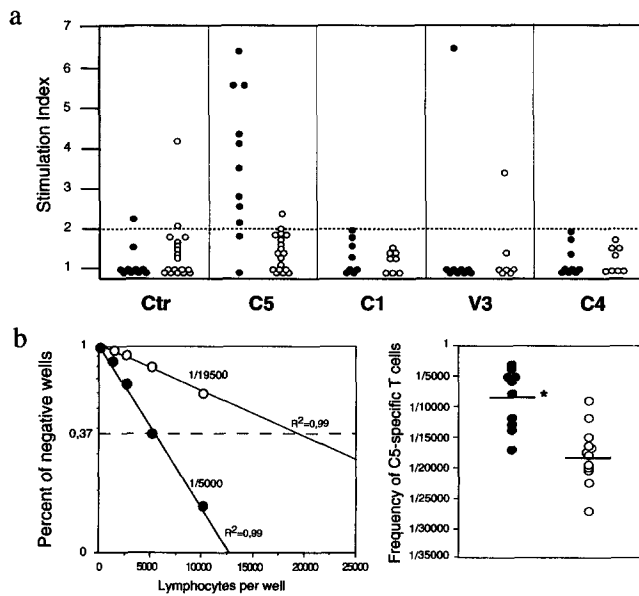 a
Stimulation Index
7
6
5
4
3
2
1
Ctr
C5
C1
V3
C4
b
Percent of negative wells
1
0,37
0
1/19500
R²=0,99
1/5000
R²=0,99
0
5000
10000
15000
20000
25000
Lymphocytes per well
Frequency of C5-specific T cells
1
1/5000
1/10000
1/15000
1/20000
1/25000
1/30000
1/35000
*